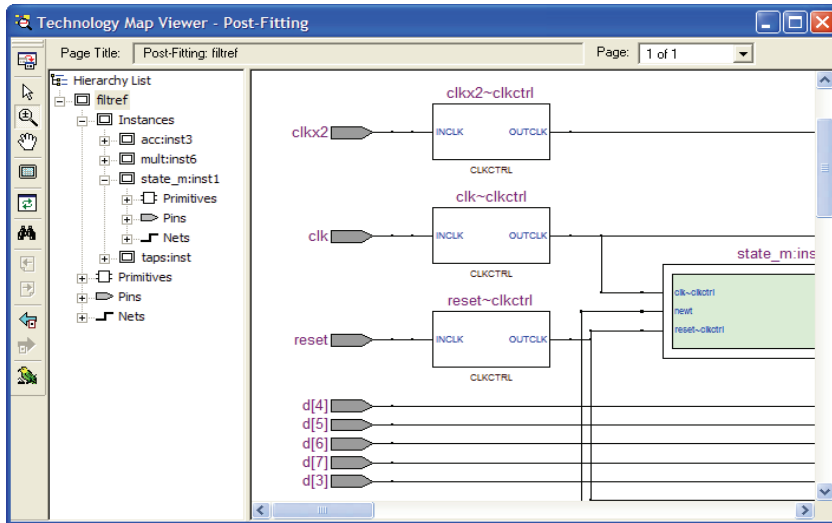 Technology Map Viewer - Post-Fitting
Page Title: Post-Fitting: filtref Page: 1 of 1
Hierarchy List
filtref
Instances
acc:inst3
mult:inst6
state_m:inst1
Primitives
Pins
Nets
taps:inst
Primitives
Pins
Nets
clkx2~clkctrl
clkx2
INCLK OUTCLK
CLKCTRL
clk~clkctrl
clk
INCLK OUTCLK
CLKCTRL
state_m:ins
clk~clkctrl
newt
reset~clkctrl
reset~clkctrl
reset
INCLK OUTCLK
CLKCTRL
d[4]
d[5]
d[6]
d[7]
d[3]